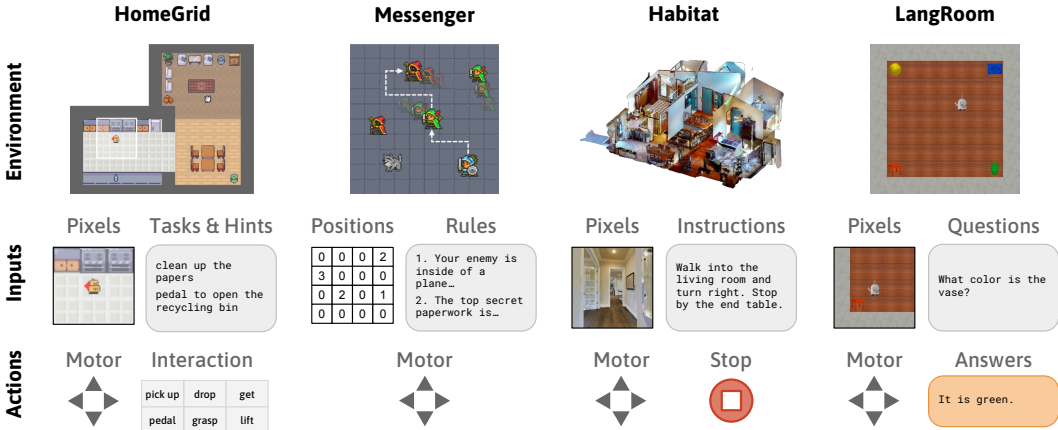 HomeGrid Messenger Habitat LangRoom
Environment
Inputs
Pixels Tasks & Hints Positions Rules Pixels Instructions Pixels Questions
clean up the
papers
pedal to open the
recycling bin
0 0 0 2
3 0 0 0
0 2 0 1
0 0 0 0
1. Your enemy is
inside of a
plane…
2. The top secret
paperwork is…
Walk into the
living room and
turn right. Stop
by the end table.
What color is the
vase?
Actions
Motor Interaction Motor Motor Stop Motor Answers
pick up drop get
pedal grasp lift
It is green.